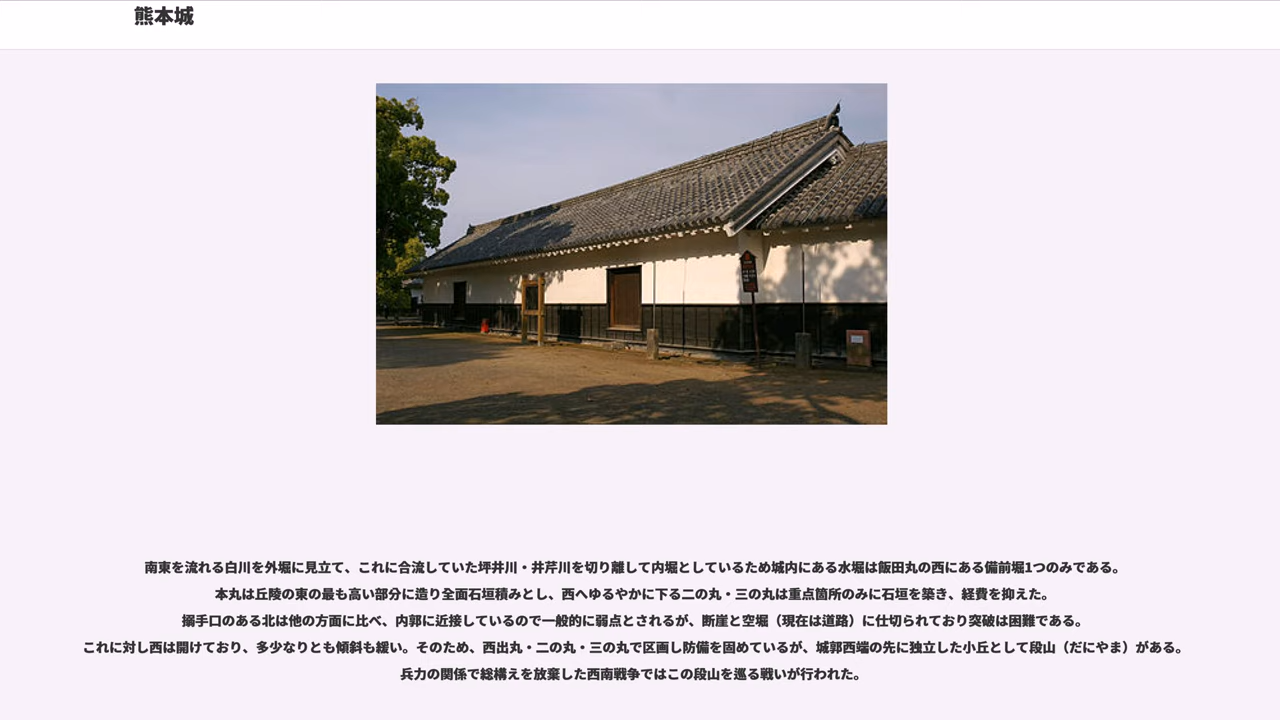 熊本城
南東を流れる白川を外堀に見立て、これに合流していた坪井川・井芹川を切り離して内堀としているため城内にある水堀は飯田丸の西にある備前堀1つのみである。
本丸は丘陵の東の最も高い部分に造り全面石垣積みとし、西へゆるやかに下る二の丸・三の丸は重点箇所のみに石垣を築き、経費を抑えた。
搦手口のある北は他の方面に比べ、内郭に近接しているので一般的に弱点とされるが、断崖と空堀（現在は道路）に仕切られており突破は困難である。
これに対し西は開けており、多少なりとも傾斜も緩い。そのため、西出丸・二の丸・三の丸で区画し防備を固めているが、城郭西端の先に独立した小丘として段山（だにやま）がある。
兵力の関係で総構えを放棄した西南戦争ではこの段山を巡る戦いが行われた。